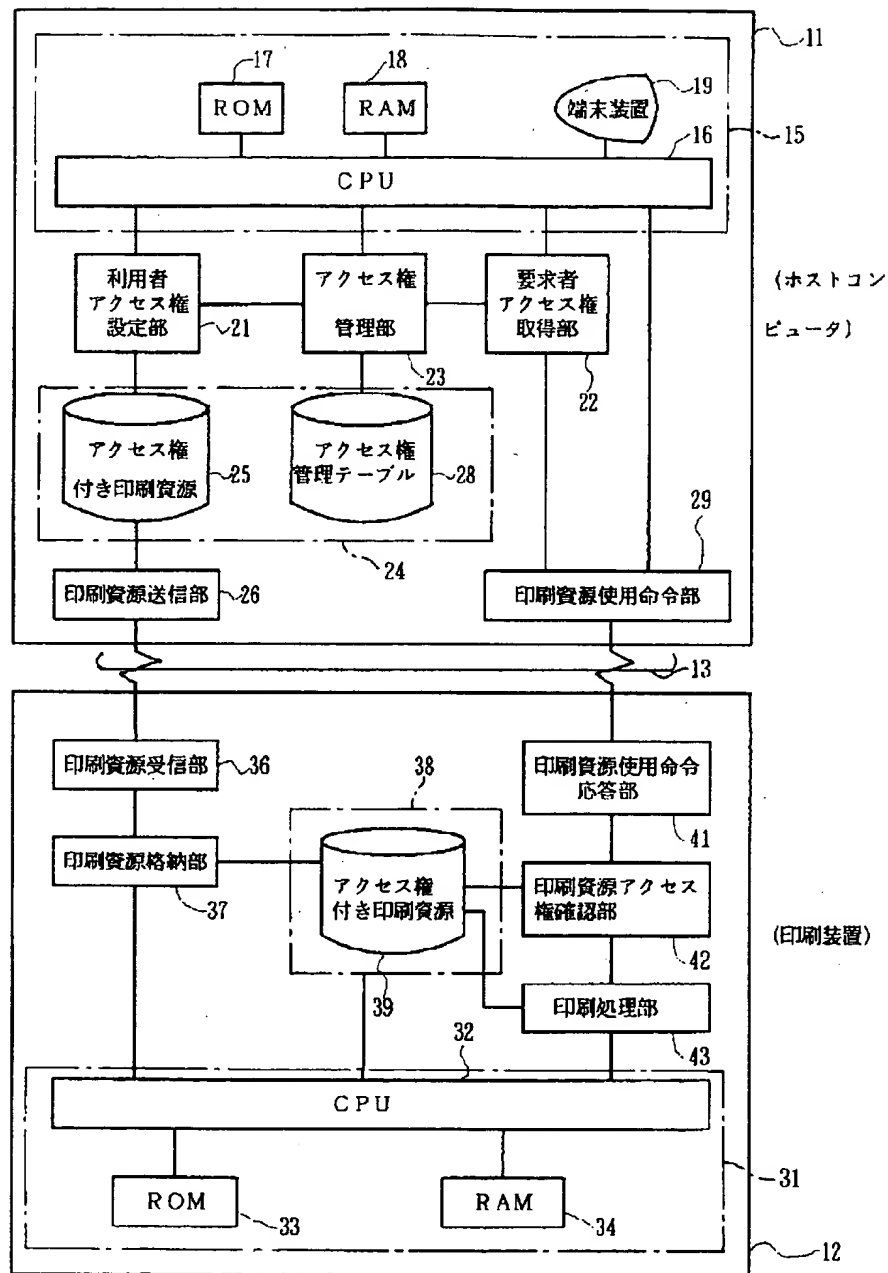 11
17
18
19
ROM
RAM
端末装置
15
16
CPU
利用者
アクセス権
設定部
21
アクセス権
管理部
23
要求者
アクセス権
取得部
22
(ホストコン
ピュータ)
アクセス権
付き印刷資源
25
アクセス権
管理テーブル
28
24
29
印刷資源送信部
26
印刷資源使用命令部
13
印刷資源受信部
36
38
印刷資源使用命令
応答部
41
印刷資源格納部
37
アクセス権
付き印刷資源
39
印刷資源アクセス
権確認部
42
(印刷装置)
印刷処理部
43
32
CPU
31
ROM
33
RAM
34
12